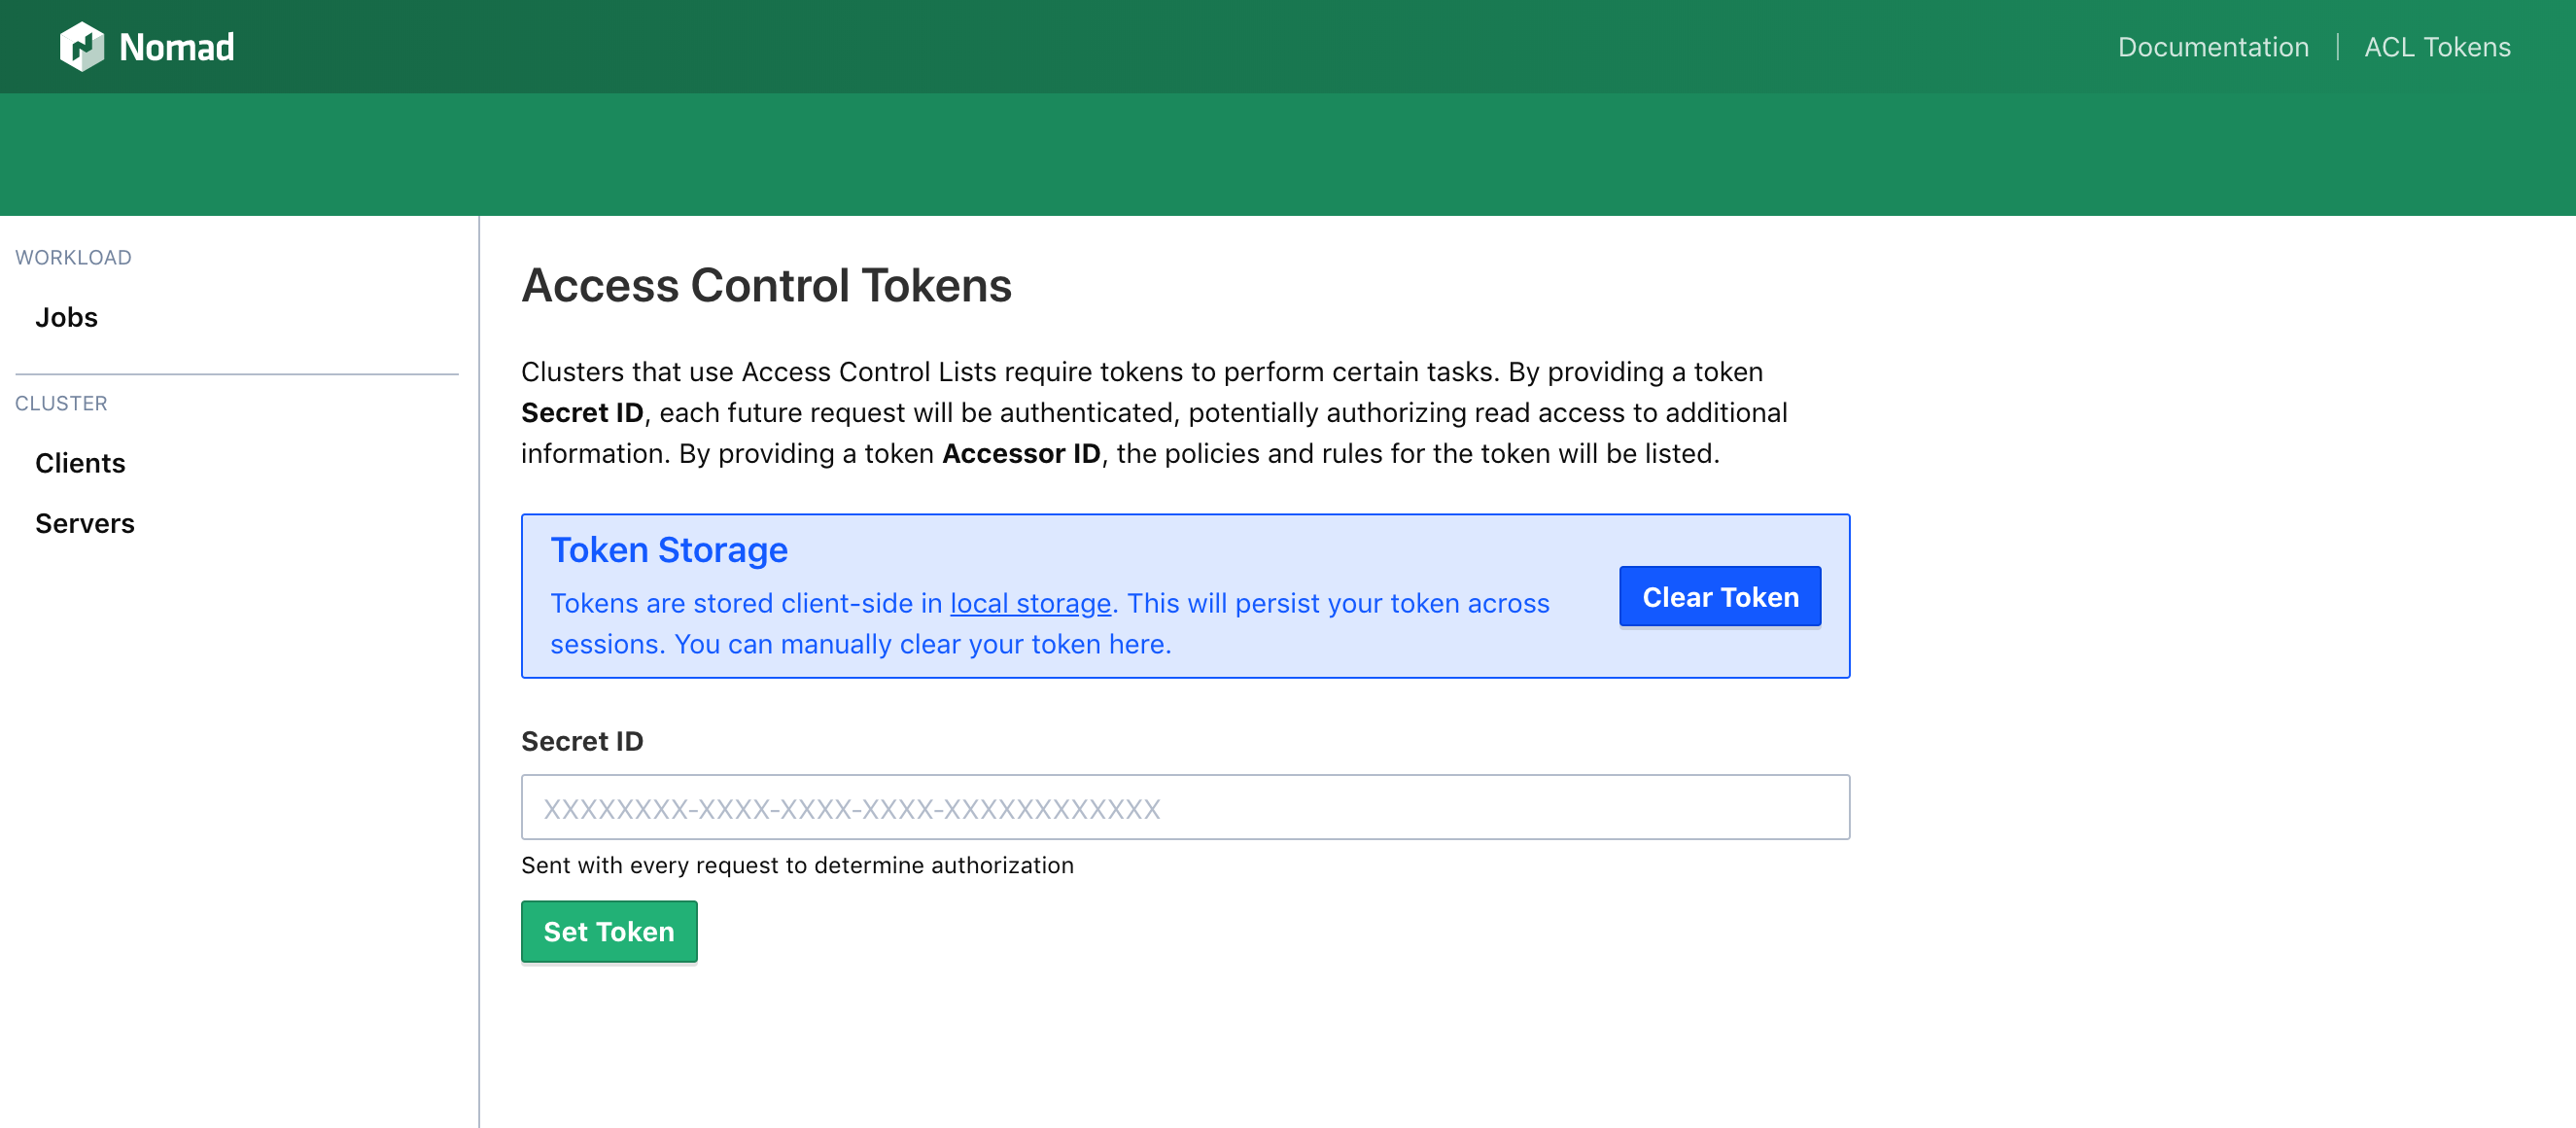 Nomad
Documentation
ACL Tokens
WORKLOAD
Jobs
CLUSTER
Clients
Servers
Access Control Tokens
Clusters that use Access Control Lists require tokens to perform certain tasks. By providing a token
Secret ID, each future request will be authenticated, potentially authorizing read access to additional
information. By providing a token Accessor ID, the policies and rules for the token will be listed.
Token Storage
Tokens are stored client-side in local storage. This will persist your token across
sessions. You can manually clear your token here.
Clear Token
Secret ID
XXXXXXXX-XXXX-XXXX-XXXX-XXXXXXXXXXXX
Sent with every request to determine authorization
Set Token